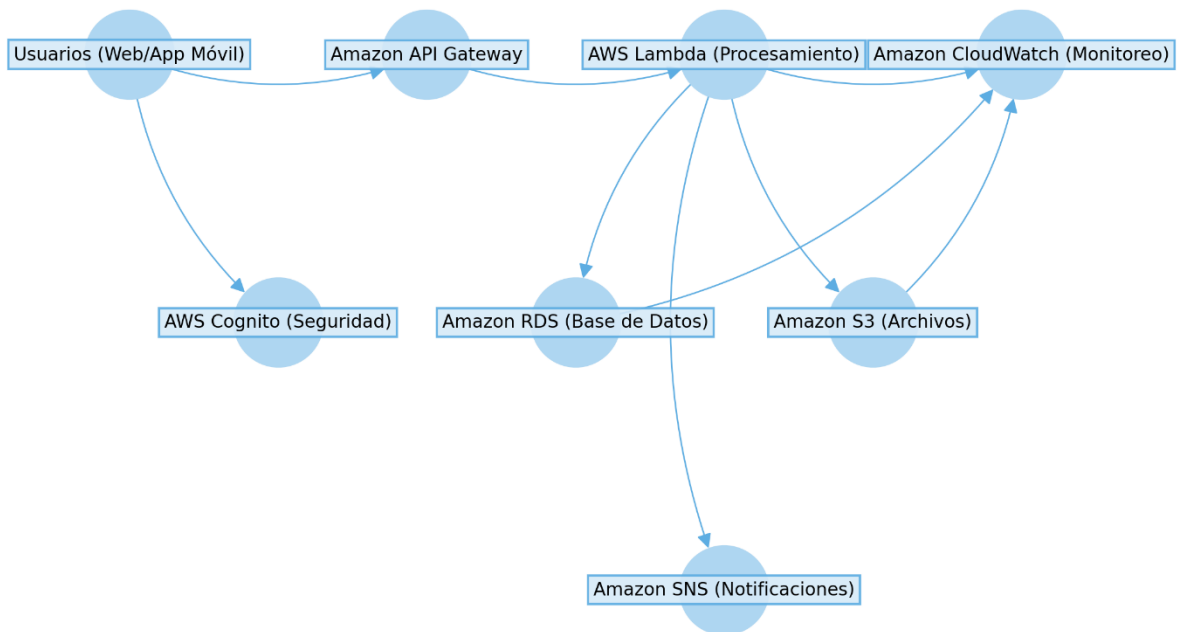 Usuarios (Web/App Móvil)
Amazon API Gateway
AWS Lambda (Procesamiento)
Amazon CloudWatch (Monitoreo)
AWS Cognito (Seguridad)
Amazon RDS (Base de Datos)
Amazon S3 (Archivos)
Amazon SNS (Notificaciones)